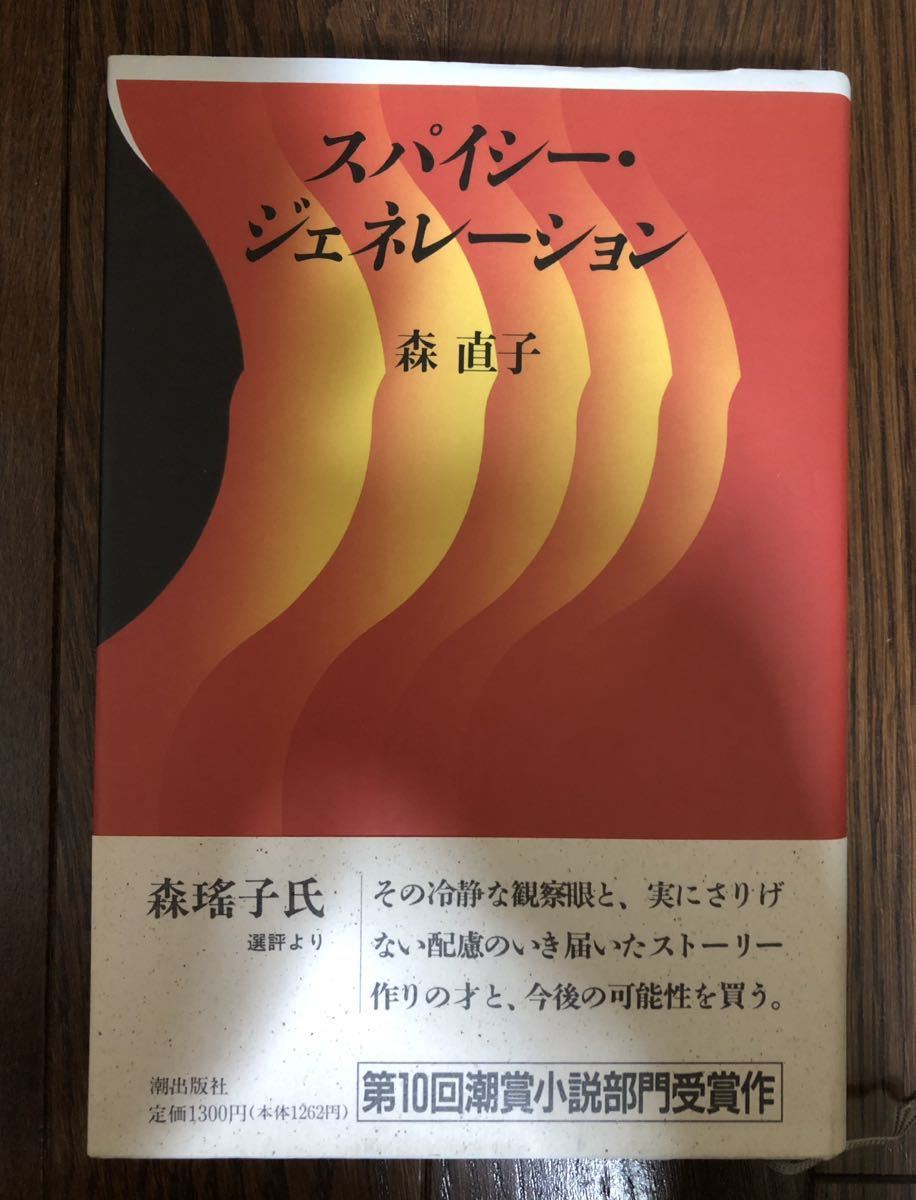 スパイシー・
ジェネレーション
森 直子
森瑤子氏
選評より
その冷静な観察眼と、実にさりげ
ない配慮のいき届いたストーリー
作りの才と、今後の可能性を買う。
潮出版社
定価1300円(本体1262円)
第10回潮賞小説部門受賞作